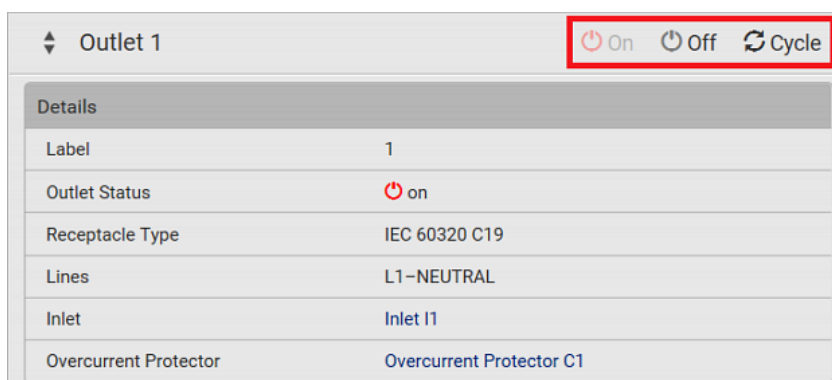 Outlet 1 On Off Cycle
Details
Label 1
Outlet Status on
Receptacle Type IEC 60320 C19
Lines L1–NEUTRAL
Inlet Inlet I1
Overcurrent Protector Overcurrent Protector C1